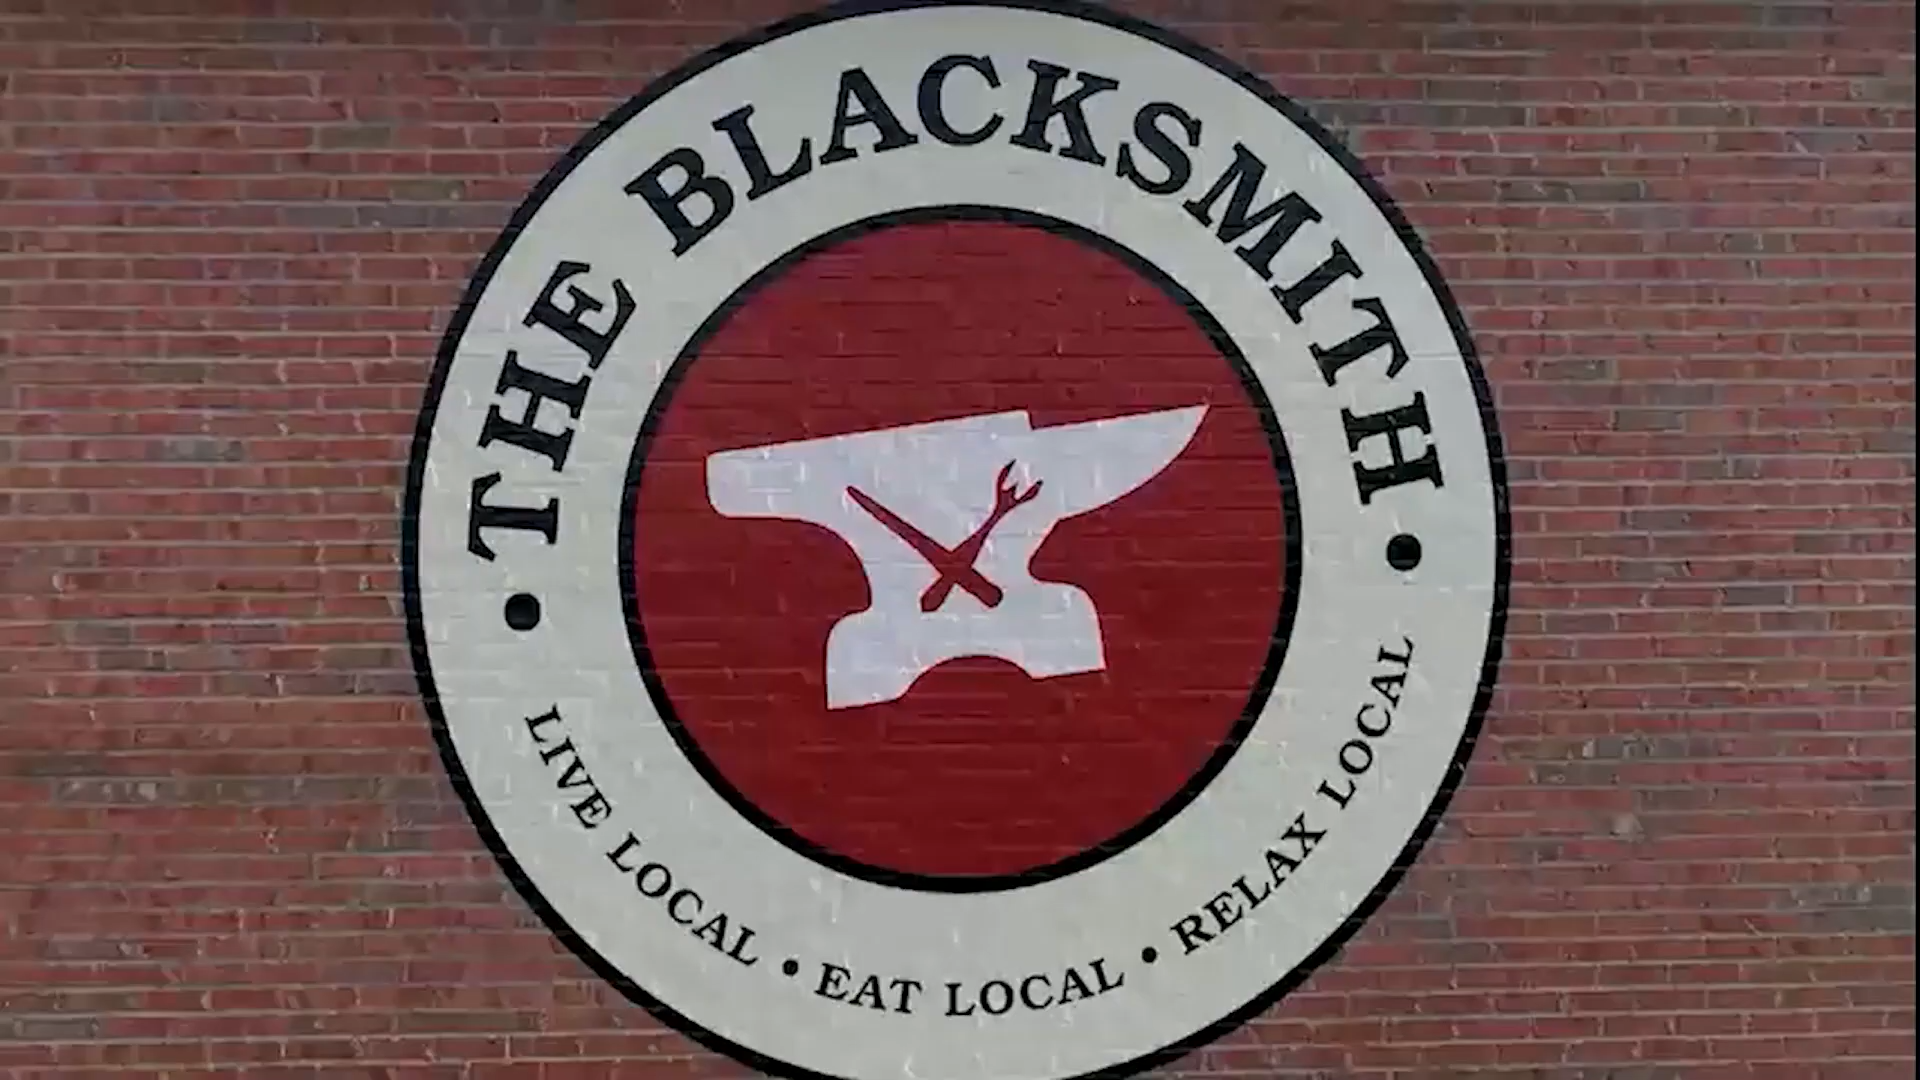 • THE BLACKSMITH •
LIVE LOCAL • EAT LOCAL • RELAX LOCAL